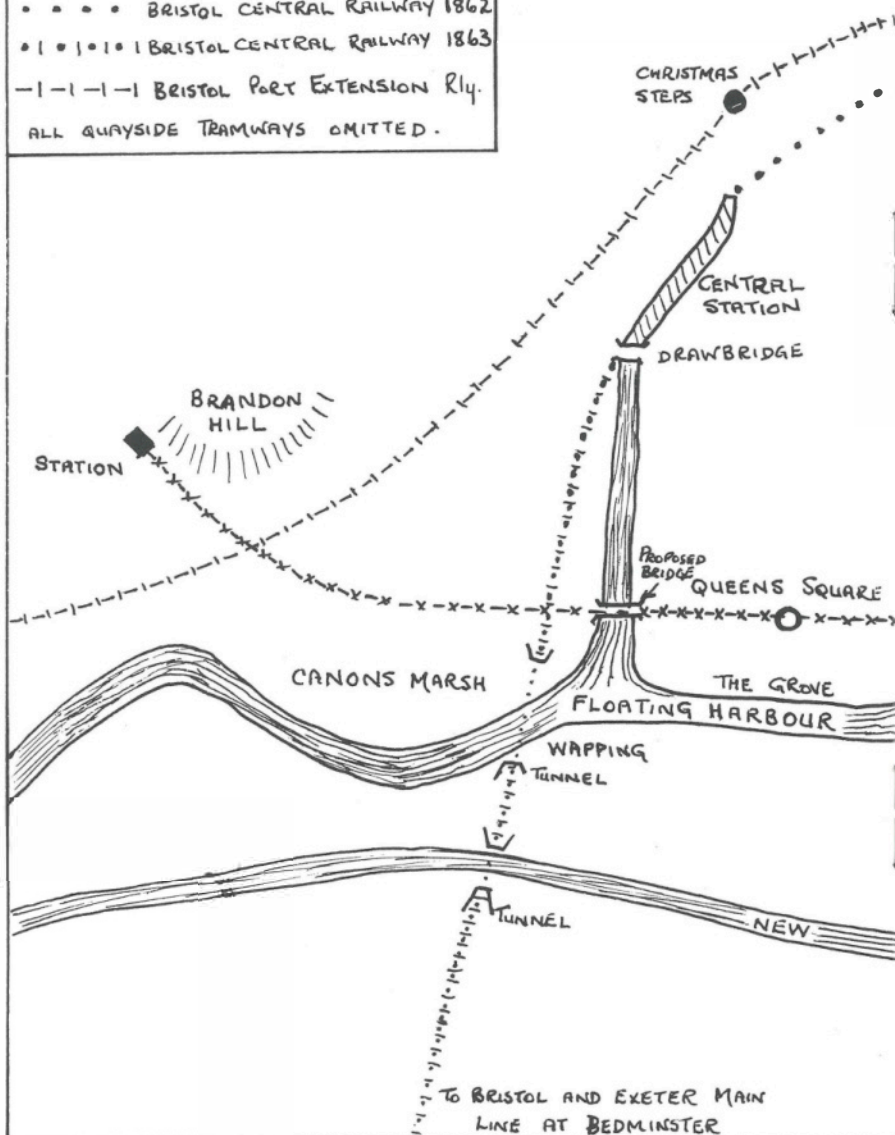 BRISTOL CENTRAL RAILWAY 1862
BRISTOL CENTRAL RAILWAY 1863
BRISTOL PORT EXTENSION Rly.
ALL QUAYSIDE TRAMWAYS OMITTED.
CHRISTMAS
STEPS
CENTRAL
STATION
DRAWBRIDGE
BRANDON
HILL
STATION
PROPOSED
BRIDGE
QUEENS SQUARE
CANONS MARSH
THE GROVE
FLOATING HARBOUR
WAPPING
TUNNEL
TUNNEL
NEW
TO BRISTOL AND EXETER MAIN
LINE AT BEDMINSTER